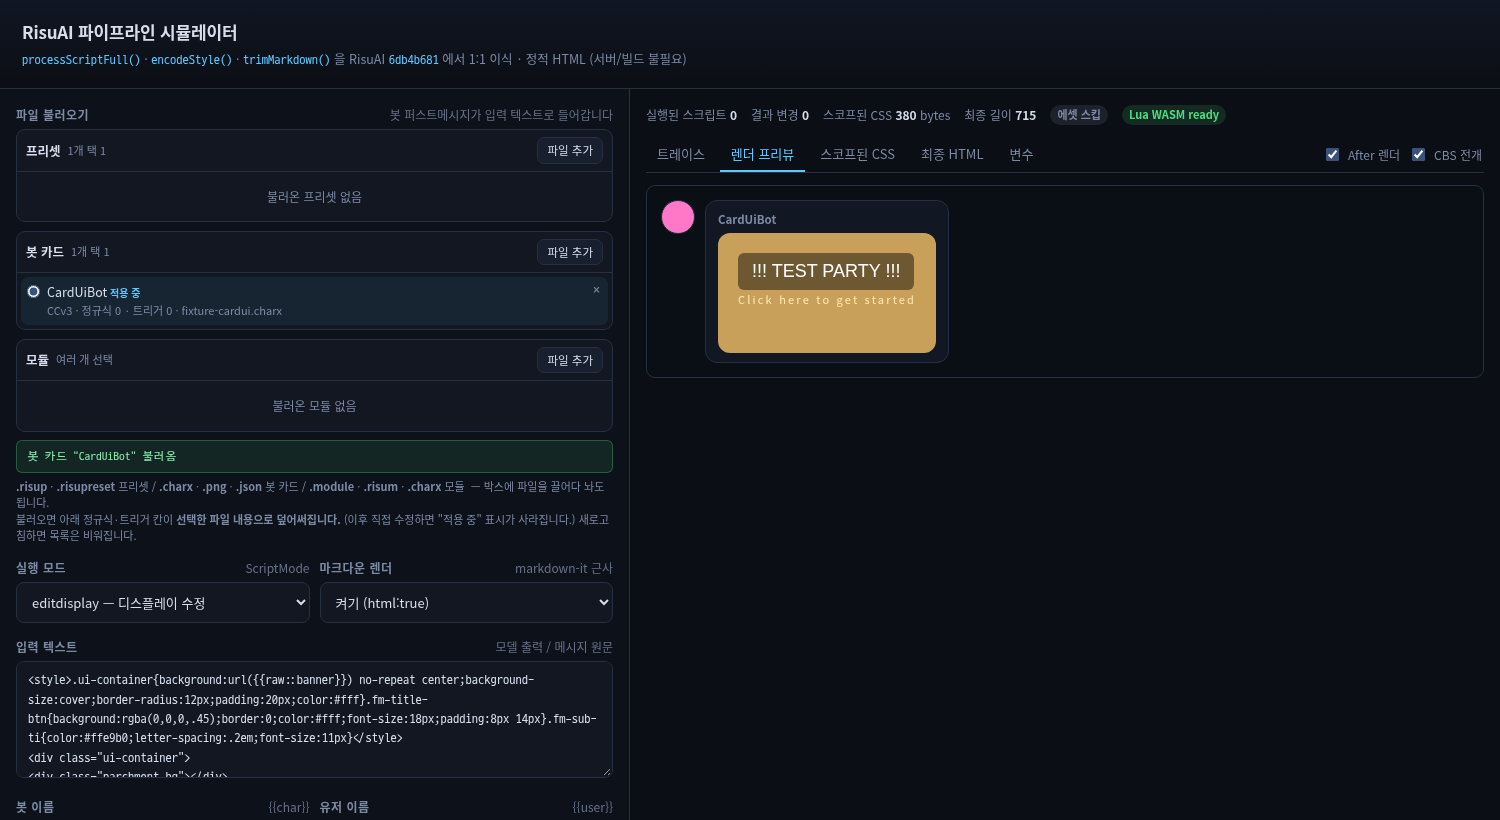 RisuAI 파이프라인 시뮬레이터
processScriptFull() · encodeStyle() · trimMarkdown() 을 RisuAI 6db4b681 에서 1:1 이식 · 정적 HTML (서버/빌드 불필요)
파일 불러오기 봇 퍼스트메시지가 입력 텍스트로 들어갑니다
프리셋 1개 택 1 파일 추가
불러온 프리셋 없음
봇 카드 1개 택 1 파일 추가
CardUiBot 적용 중 ×
CCv3 · 정규식 0 · 트리거 0 · fixture-cardui.charx
모듈 여러 개 선택 파일 추가
불러온 모듈 없음
봇 카드 "CardUiBot" 불러옴
.risup · .risupreset 프리셋 / .charx · .png · .json 봇 카드 / .module · .risum · .charx 모듈 — 박스에 파일을 끌어다 놔도
됩니다.
불러오면 아래 정규식·트리거 칸이 선택한 파일 내용으로 덮어써집니다. (이후 직접 수정하면 "적용 중" 표시가 사라집니다.) 새로고
침하면 목록은 비워집니다.
실행 모드 ScriptMode 마크다운 렌더 markdown-it 근사
editdisplay — 디스플레이 수정 켜기 (html:true)
입력 텍스트 모델 출력 / 메시지 원문
<style>.ui-container{background:url({{raw::banner}}) no-repeat center;background-
size:cover;border-radius:12px;padding:20px;color:#fff}.fm-title-
btn{background:rgba(0,0,0,.45);border:0;color:#fff;font-size:18px;padding:8px 14px}.fm-sub-
ti{color:#ffe9b0;letter-spacing:.2em;font-size:11px}</style>
<div class="ui-container">
<div class="parchment-bg"></div>
봇 이름 {{char}} 유저 이름 {{user}}
실행된 스크립트 0 결과 변경 0 스코프된 CSS 380 bytes 최종 길이 715 에셋 스킵 Lua WASM ready
트레이스 렌더 프리뷰 스코프된 CSS 최종 HTML 변수 After 렌더 CBS 전개
CardUiBot
!!! TEST PARTY !!!
Click here to get started